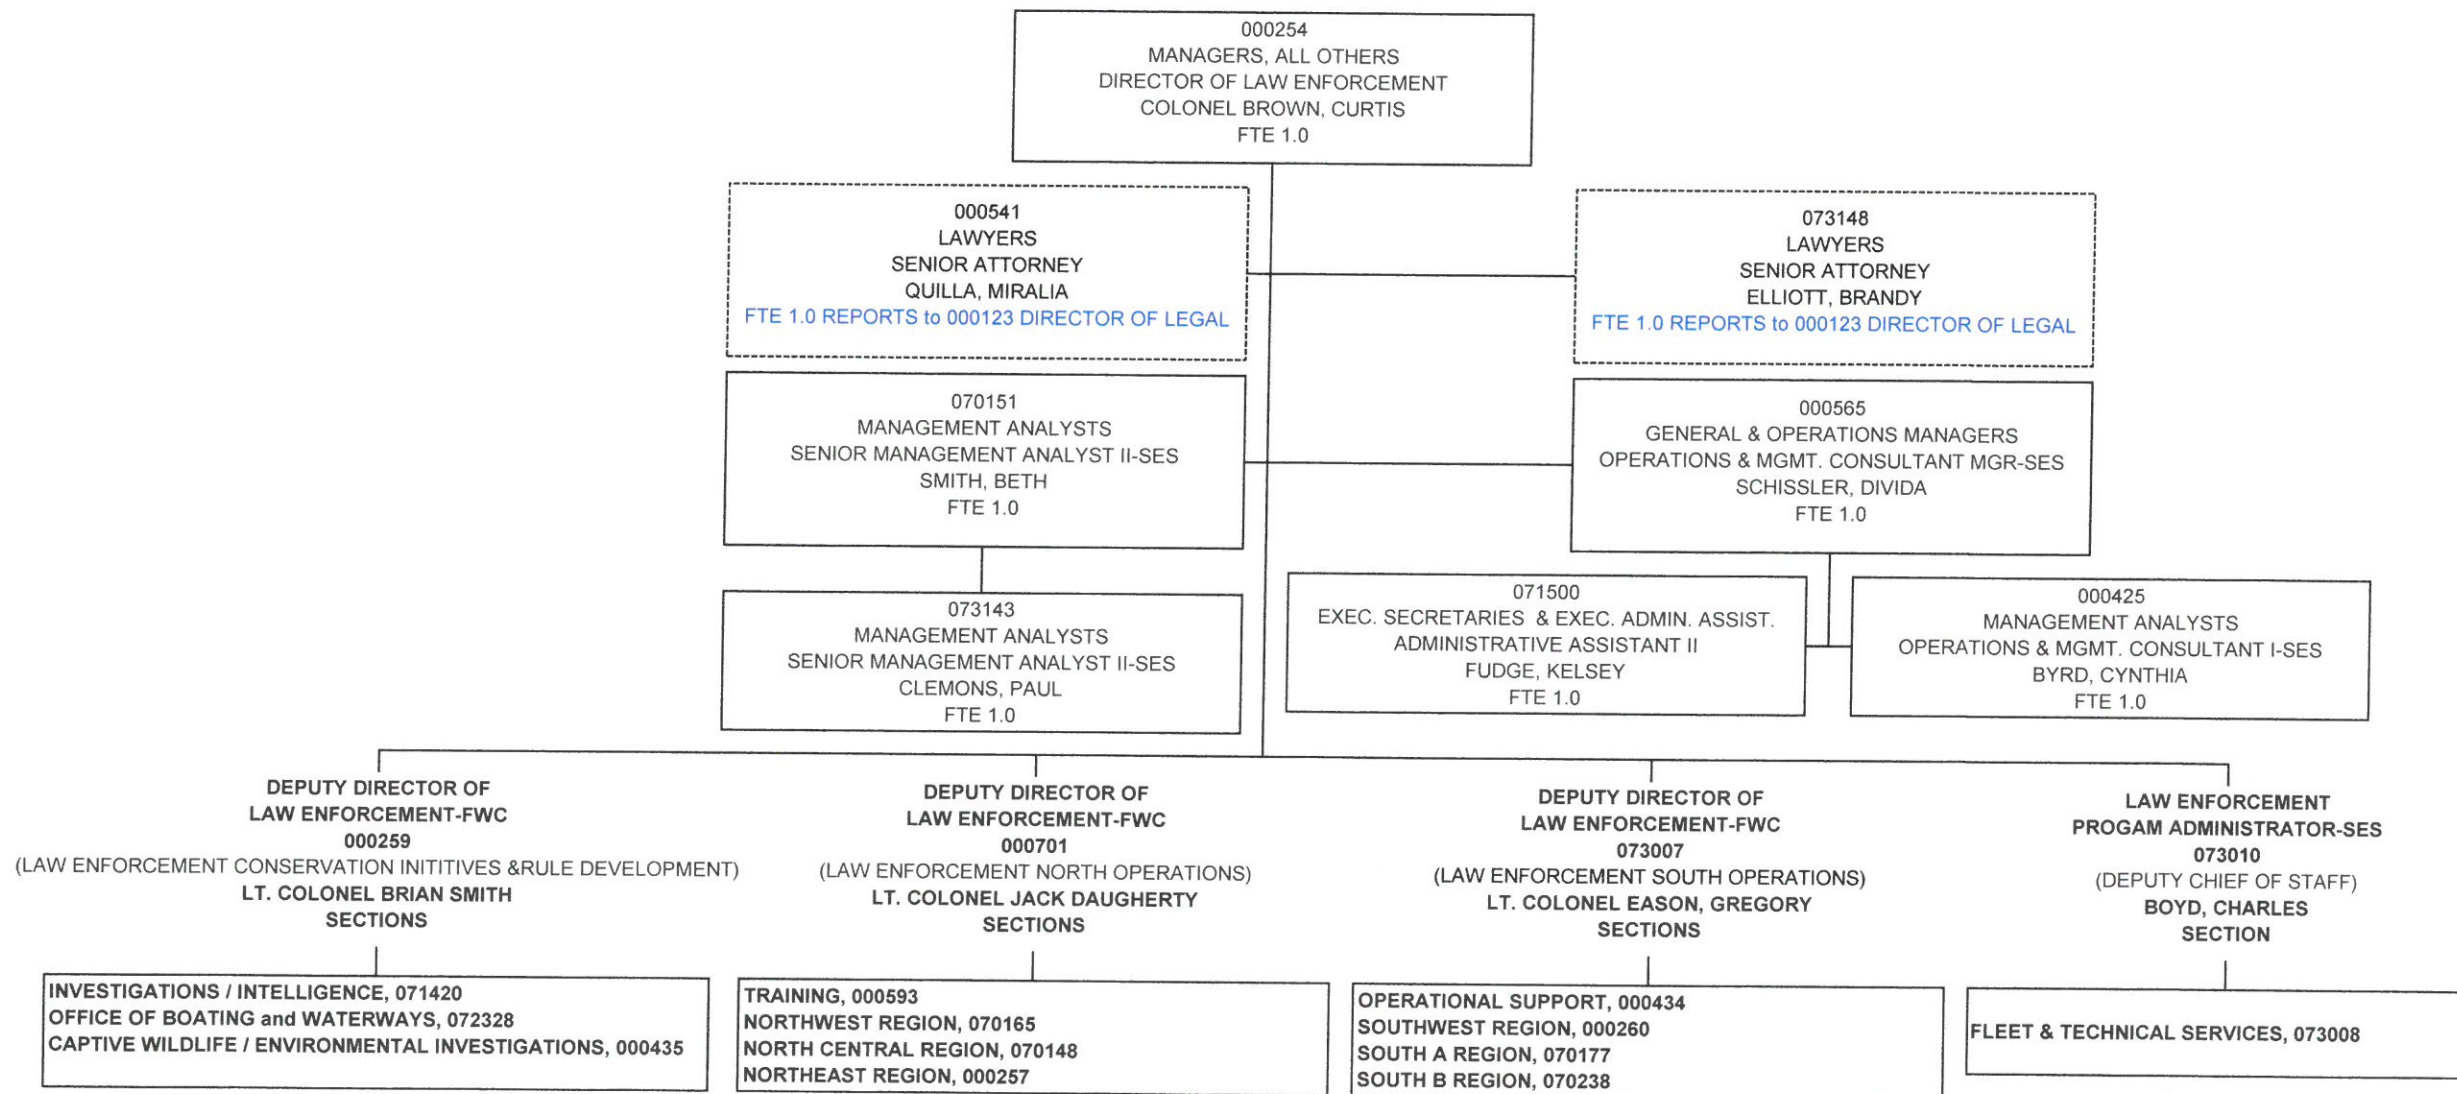 000254
MANAGERS, ALL OTHERS
DIRECTOR OF LAW ENFORCEMENT
COLONEL BROWN, CURTIS
FTE 1.0
000541
LAWYERS
SENIOR ATTORNEY
QUILLA, MIRALIA
FTE 1.0 REPORTS to 000123 DIRECTOR OF LEGAL
073148
LAWYERS
SENIOR ATTORNEY
ELLIOTT, BRANDY
FTE 1.0 REPORTS to 000123 DIRECTOR OF LEGAL
070151
MANAGEMENT ANALYSTS
SENIOR MANAGEMENT ANALYST II-SES
SMITH, BETH
FTE 1.0
000565
GENERAL & OPERATIONS MANAGERS
OPERATIONS & MGMT. CONSULTANT MGR-SES
SCHISSLER, DIVIDA
FTE 1.0
073143
MANAGEMENT ANALYSTS
SENIOR MANAGEMENT ANALYST II-SES
CLEMONS, PAUL
FTE 1.0
071500
EXEC. SECRETARIES & EXEC. ADMIN. ASSIST.
ADMINISTRATIVE ASSISTANT II
FUDGE, KELSEY
FTE 1.0
000425
MANAGEMENT ANALYSTS
OPERATIONS & MGMT. CONSULTANT I-SES
BYRD, CYNTHIA
FTE 1.0
DEPUTY DIRECTOR OF
LAW ENFORCEMENT-FWC
000259
(LAW ENFORCEMENT CONSERVATION INITITIVES &RULE DEVELOPMENT)
LT. COLONEL BRIAN SMITH
SECTIONS
DEPUTY DIRECTOR OF
LAW ENFORCEMENT-FWC
000701
(LAW ENFORCEMENT NORTH OPERATIONS)
LT. COLONEL JACK DAUGHERTY
SECTIONS
DEPUTY DIRECTOR OF
LAW ENFORCEMENT-FWC
073007
(LAW ENFORCEMENT SOUTH OPERATIONS)
LT. COLONEL EASON, GREGORY
SECTIONS
LAW ENFORCEMENT
PROGAM ADMINISTRATOR-SES
073010
(DEPUTY CHIEF OF STAFF)
BOYD, CHARLES
SECTION
INVESTIGATIONS / INTELLIGENCE, 071420
OFFICE OF BOATING and WATERWAYS, 072328
CAPTIVE WILDLIFE / ENVIRONMENTAL INVESTIGATIONS, 000435
TRAINING, 000593
NORTHWEST REGION, 070165
NORTH CENTRAL REGION, 070148
NORTHEAST REGION, 000257
OPERATIONAL SUPPORT, 000434
SOUTHWEST REGION, 000260
SOUTH A REGION, 070177
SOUTH B REGION, 070238
FLEET & TECHNICAL SERVICES, 073008